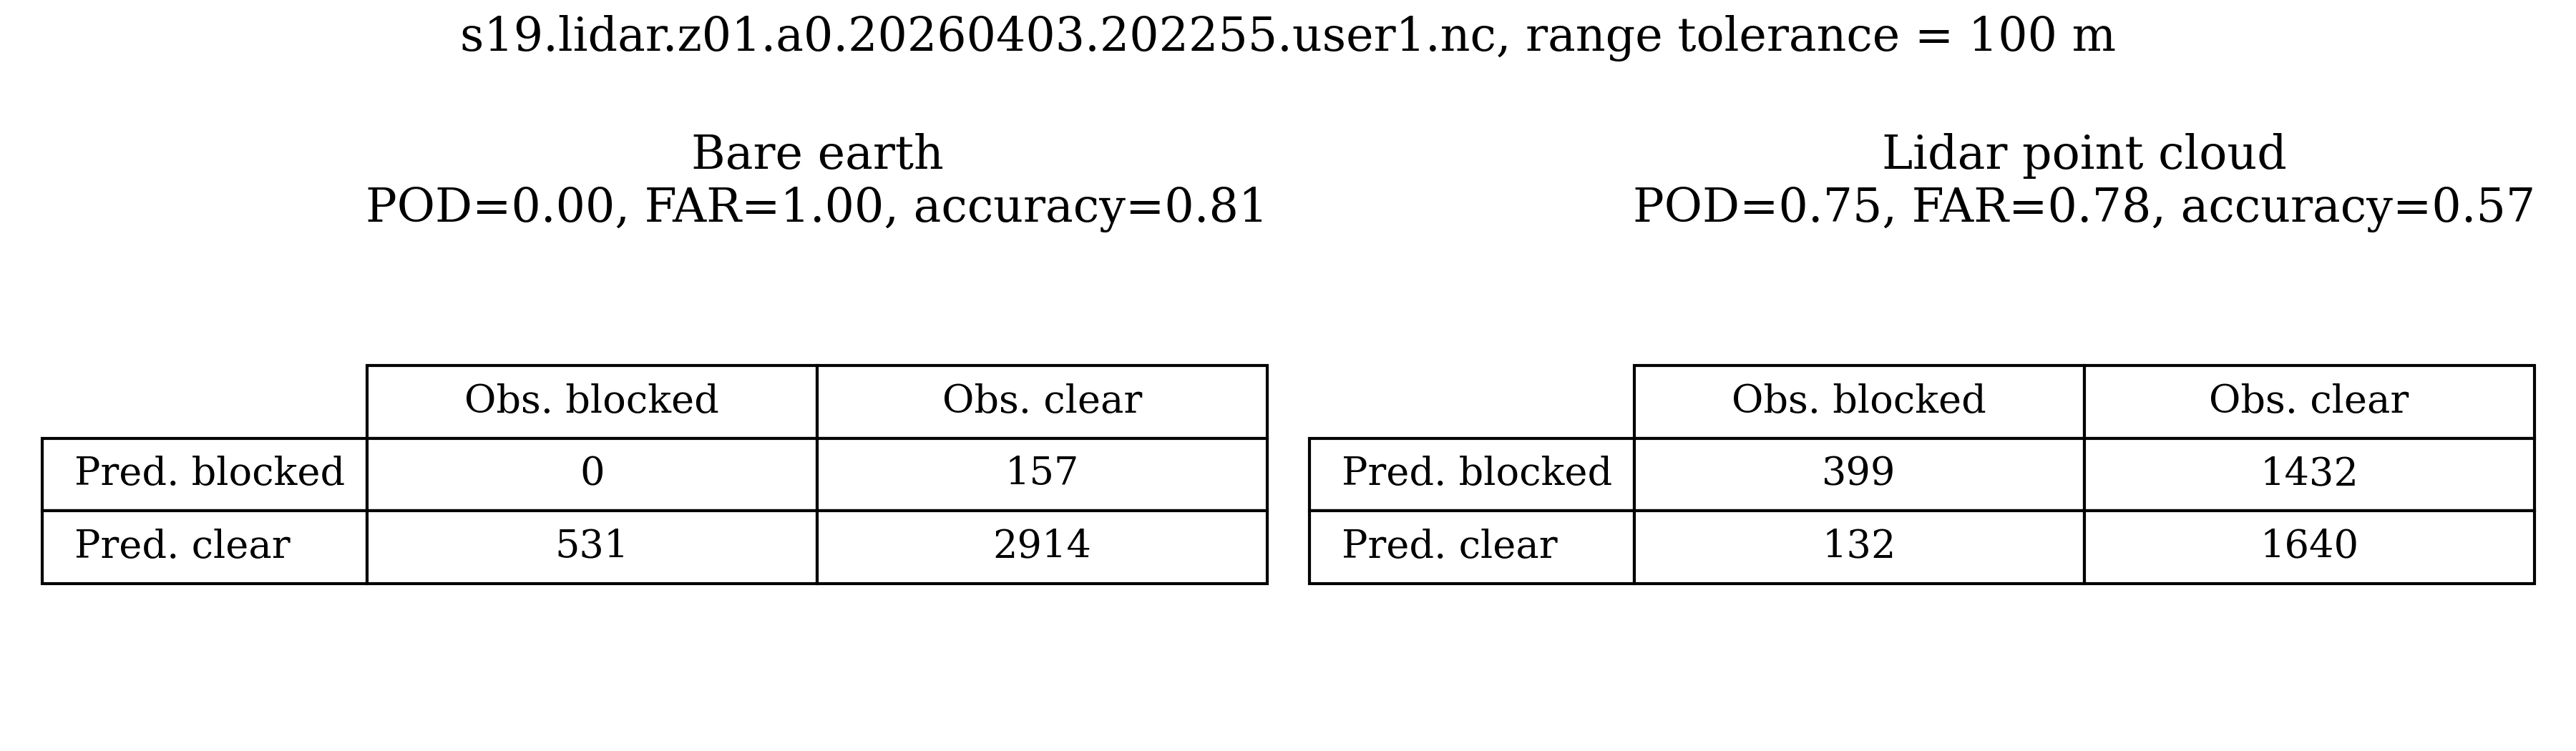 s19.lidar.z01.a0.20260403.202255.user1.nc, range tolerance = 100 m
Bare earth
POD=0.00, FAR=1.00, accuracy=0.81
Obs. blocked Obs. clear
Pred. blocked 0 157
Pred. clear 531 2914
Lidar point cloud
POD=0.75, FAR=0.78, accuracy=0.57
Obs. blocked Obs. clear
Pred. blocked 399 1432
Pred. clear 132 1640